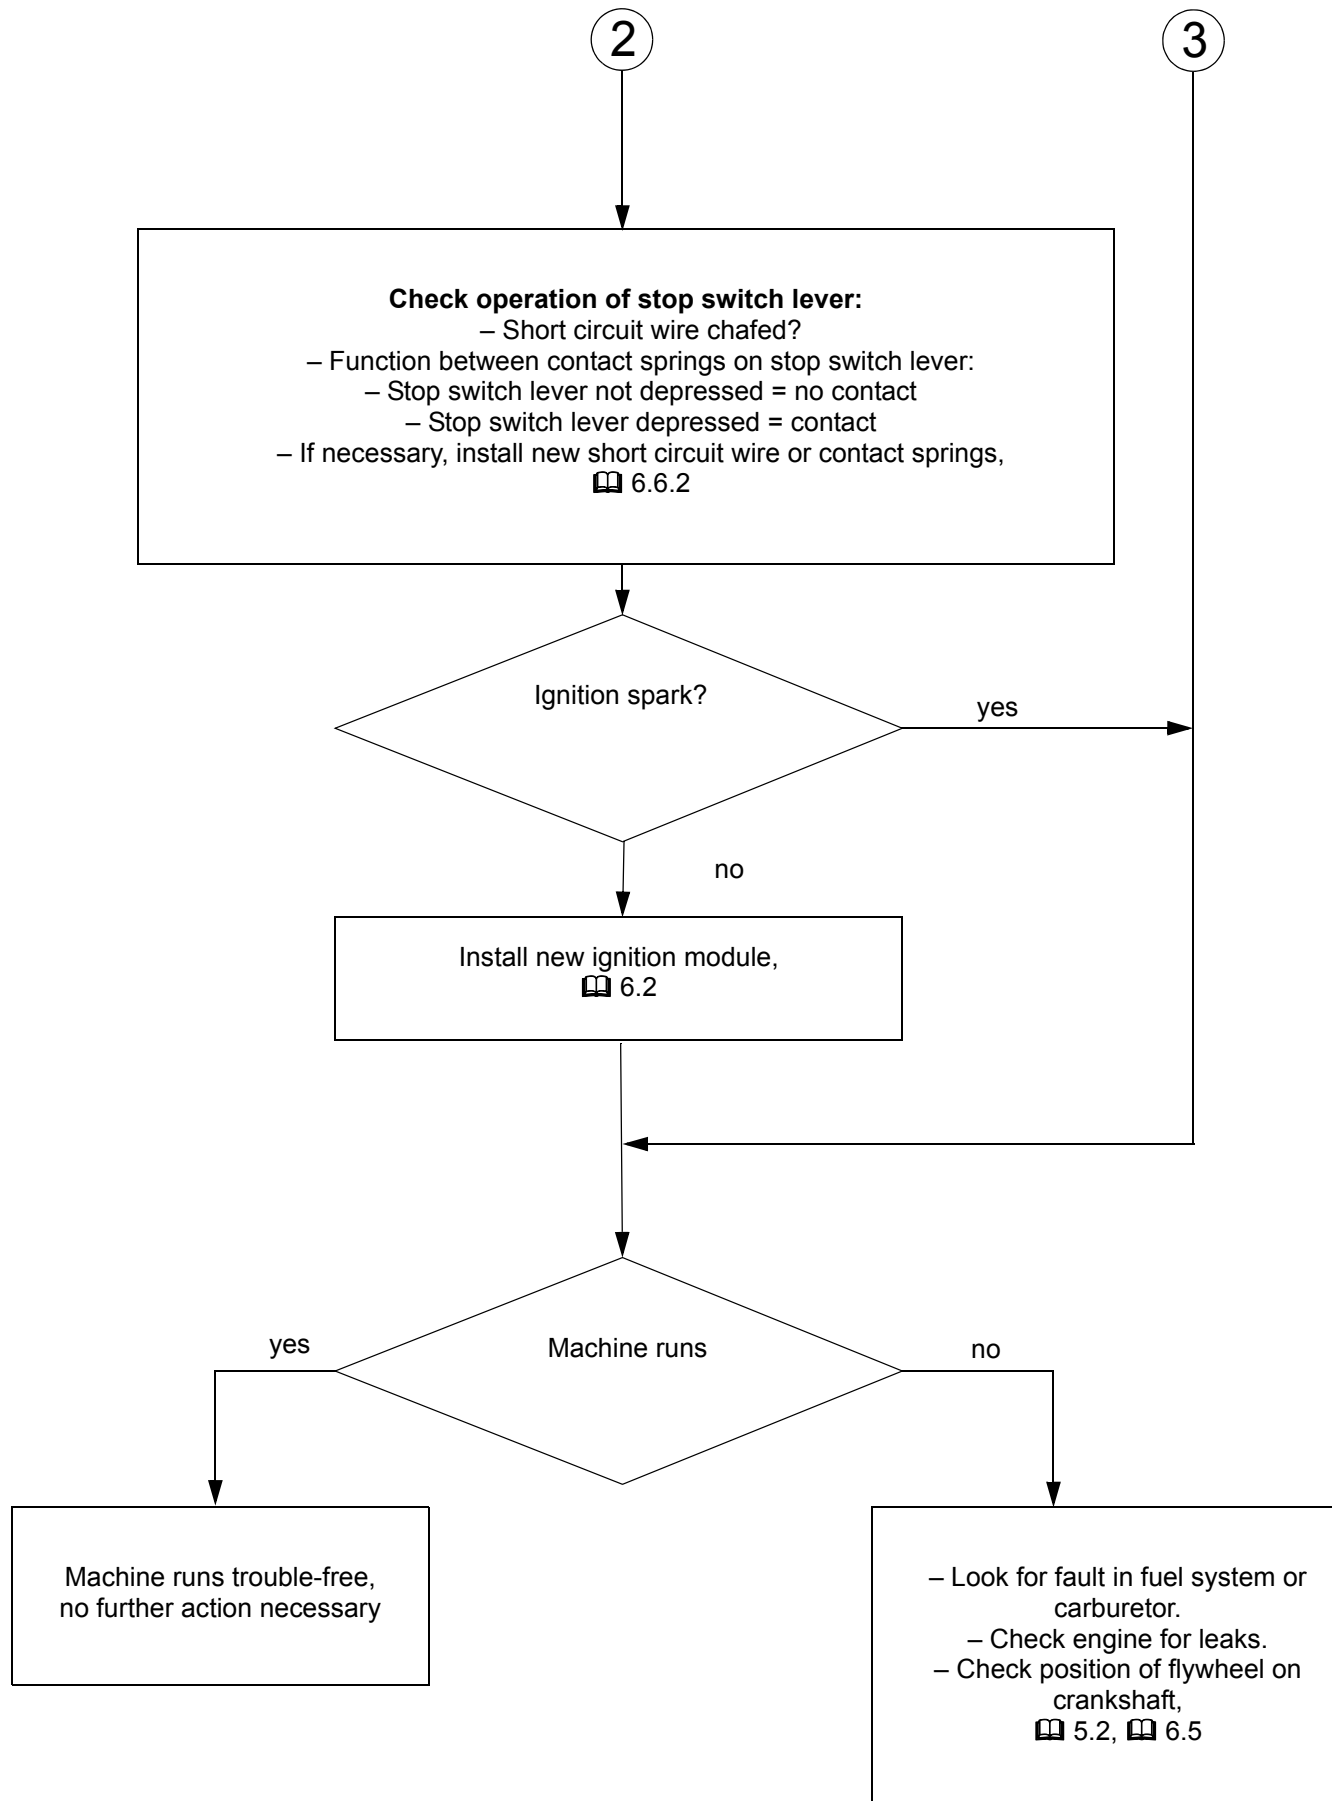 2
3
Check operation of stop switch lever:
– Short circuit wire chafed?
– Function between contact springs on stop switch lever:
– Stop switch lever not depressed = no contact
– Stop switch lever depressed = contact
– If necessary, install new short circuit wire or contact springs,
6.6.2
Ignition spark?
yes
no
Install new ignition module,
6.2
yes
Machine runs
no
Machine runs trouble-free,
no further action necessary
– Look for fault in fuel system or
carburetor.
– Check engine for leaks.
– Check position of flywheel on
crankshaft,
5.2, 6.5